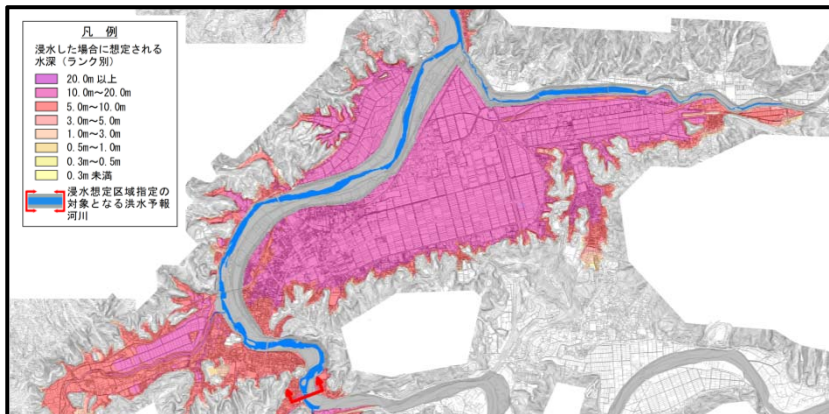 凡 例
浸水した場合に想定される
水深（ランク別）
20.0m 以上
10.0m～20.0m
5.0m～10.0m
3.0m～5.0m
1.0m～3.0m
0.5m～1.0m
0.3m～0.5m
0.3m 未満
浸水想定区域指定の
対象となる洪水予報
河川